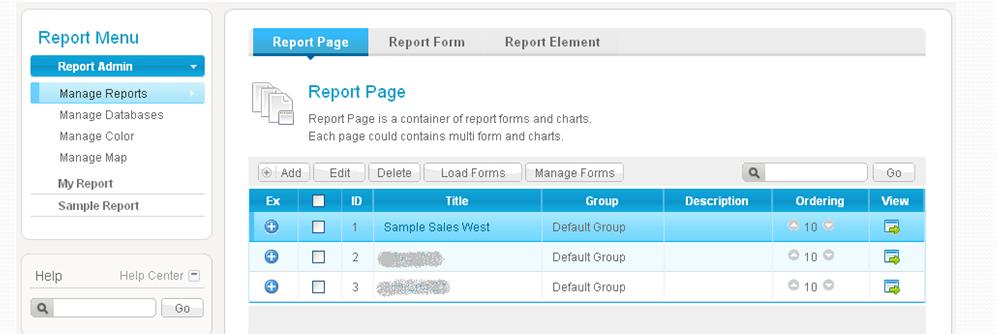 Report Menu
Report Admin
Manage Reports
Manage Databases
Manage Color
Manage Map
My Report
Sample Report
Help
Help Center
Go
Report Page Report Form Report Element
Report Page
Report Page is a container of report forms and charts.
Each page could contains multi form and charts.
Add Edit Delete Load Forms Manage Forms Go
Ex ID Title Group Description Ordering View
1 Sample Sales West Default Group 10
2 Default Group 10
3 Default Group 10